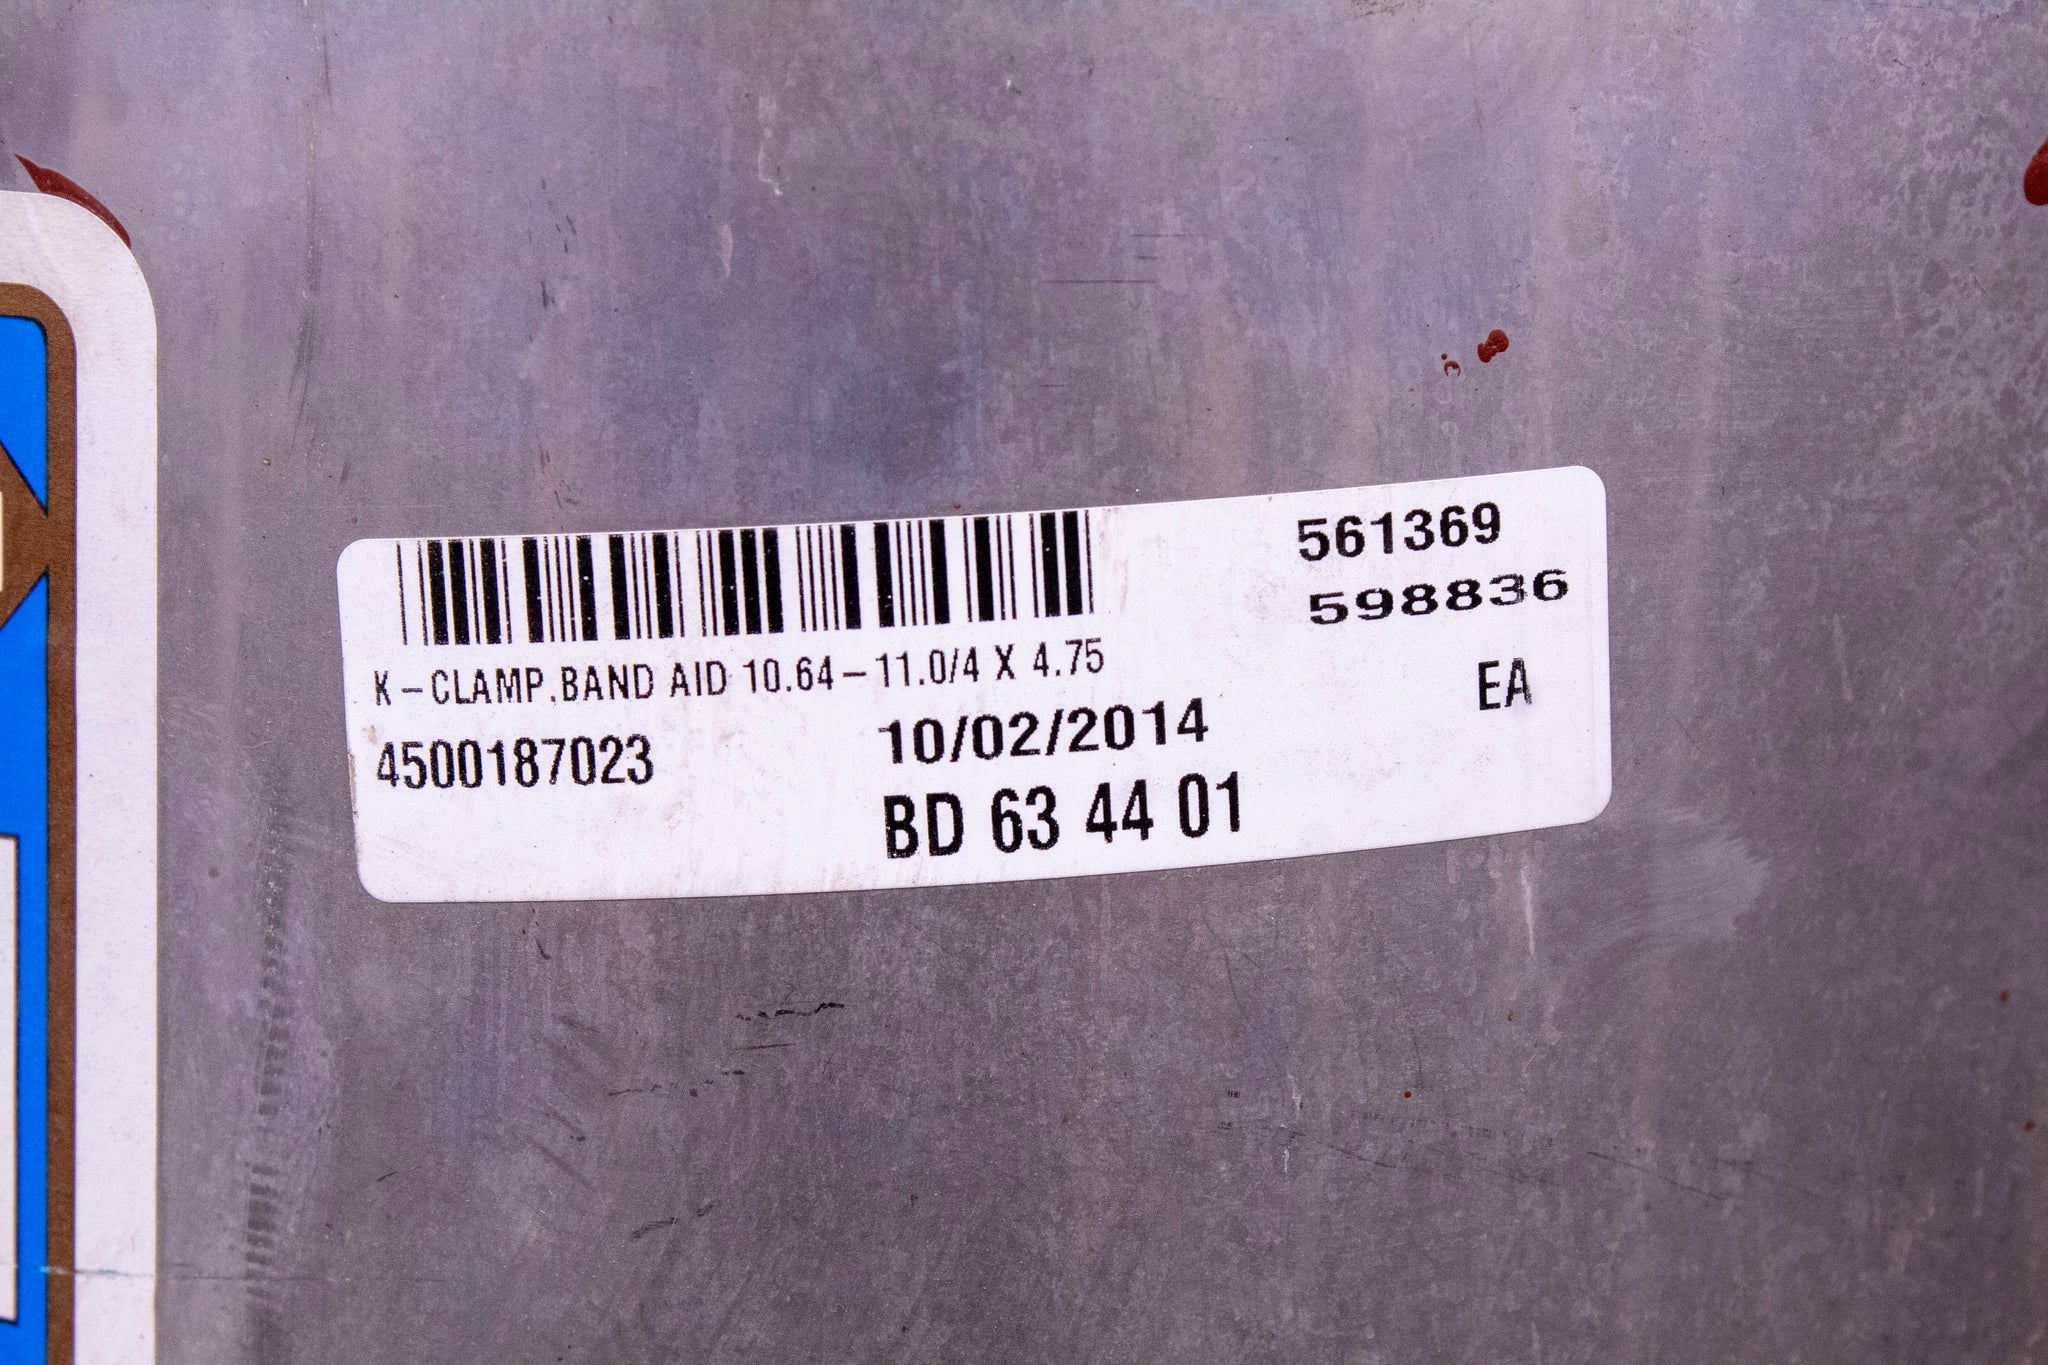 561369
598836
K-CLAMP.BAND AID 10.64-11.0/4 X 4.75
EA
4500187023
10/02/2014
BD 63 44 01